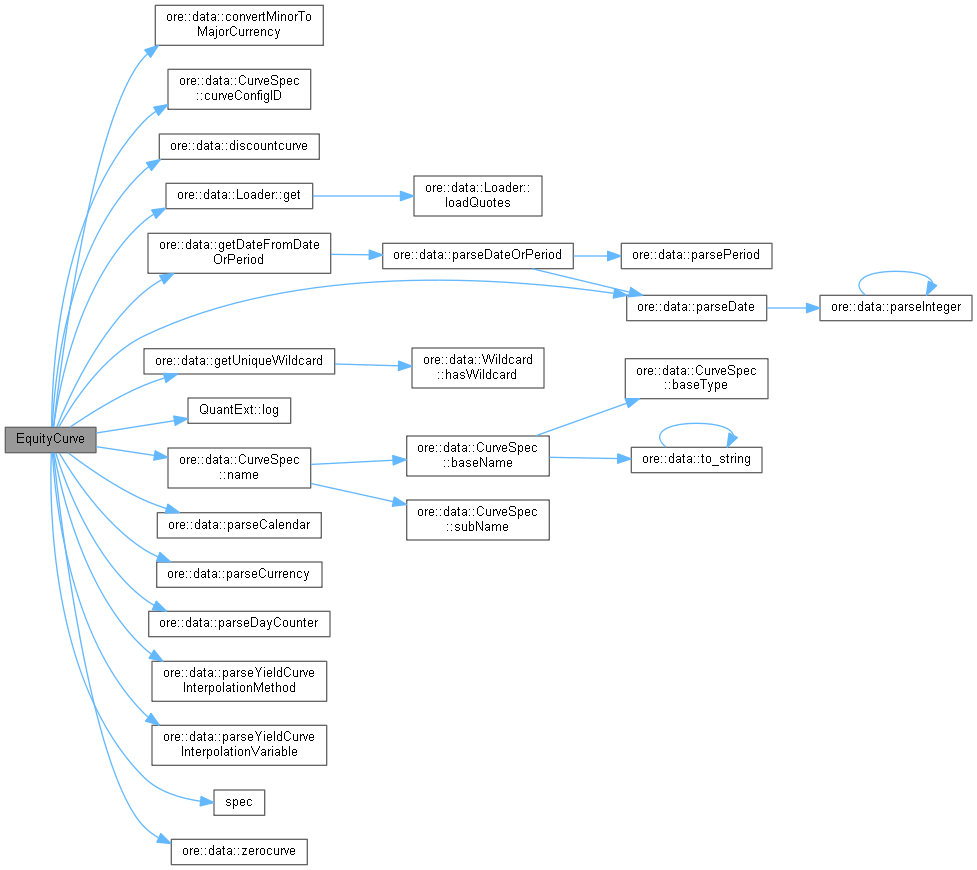 ore::data::convertMinorTo
MajorCurrency
ore::data::CurveSpec
::curveConfigID
ore::data::discountcurve
ore::data::Loader::get
ore::data::Loader::
loadQuotes
ore::data::getDateFromDate
OrPeriod
ore::data::parseDateOrPeriod
ore::data::parsePeriod
ore::data::parseDate
ore::data::parseInteger
ore::data::getUniqueWildcard
ore::data::Wildcard
::hasWildcard
ore::data::CurveSpec
::baseType
QuantExt::log
EquityCurve
ore::data::CurveSpec
::name
ore::data::CurveSpec
::baseName
ore::data::to_string
ore::data::CurveSpec
::subName
ore::data::parseCalendar
ore::data::parseCurrency
ore::data::parseDayCounter
ore::data::parseYieldCurve
InterpolationMethod
ore::data::parseYieldCurve
InterpolationVariable
spec
ore::data::zerocurve